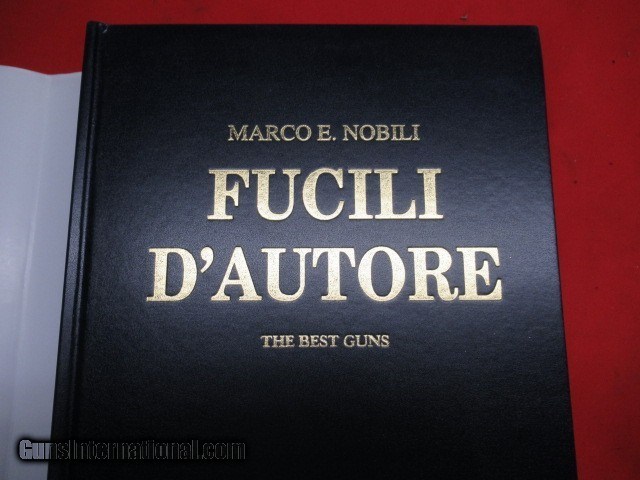 MARCO E. NOBILI
FUCILI
D'AUTORE
THE BEST GUNS
GunsInternational.com